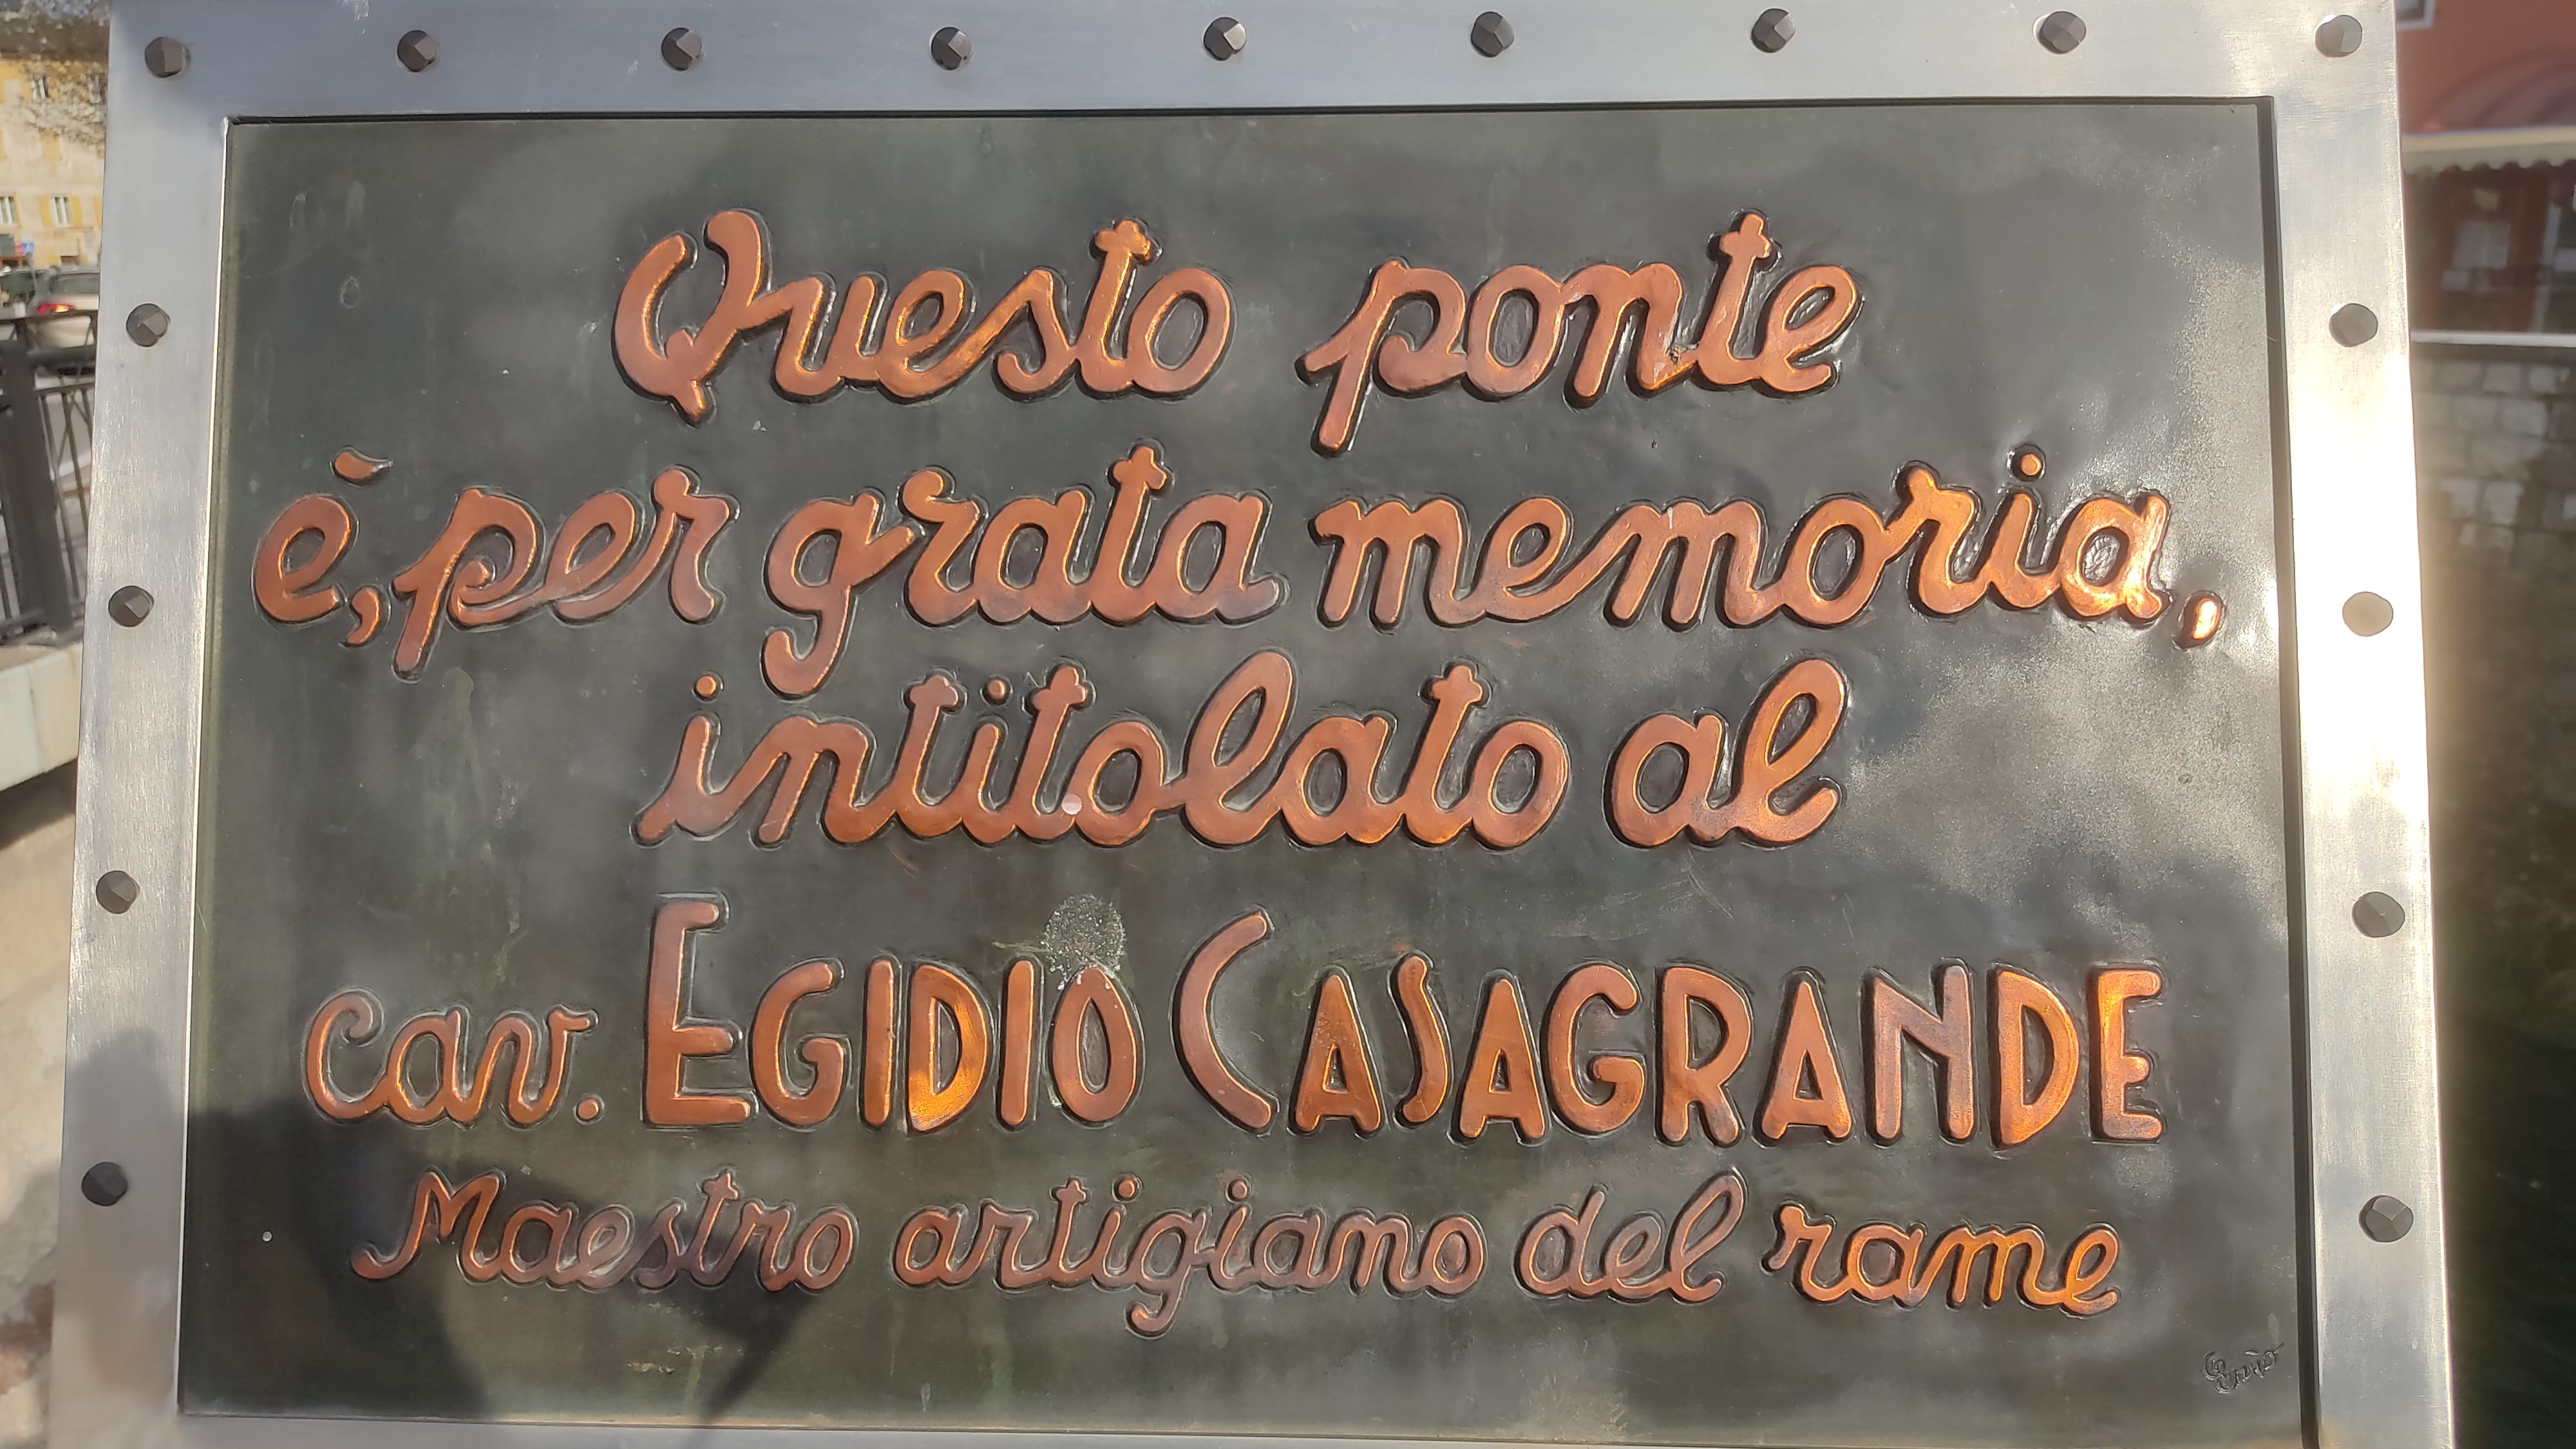 Questo ponte
è, per grata memoria,
intitolato al
cav. EGIDIO CASAGRANDE
Maestro artigiano del rame